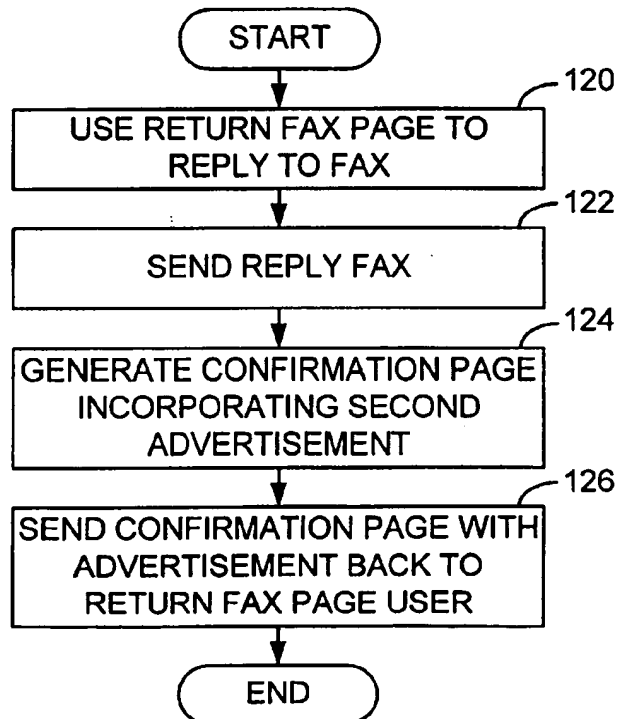 START
120
USE RETURN FAX PAGE TO
REPLY TO FAX
122
SEND REPLY FAX
124
GENERATE CONFIRMATION PAGE
INCORPORATING SECOND
ADVERTISEMENT
126
SEND CONFIRMATION PAGE WITH
ADVERTISEMENT BACK TO
RETURN FAX PAGE USER
END